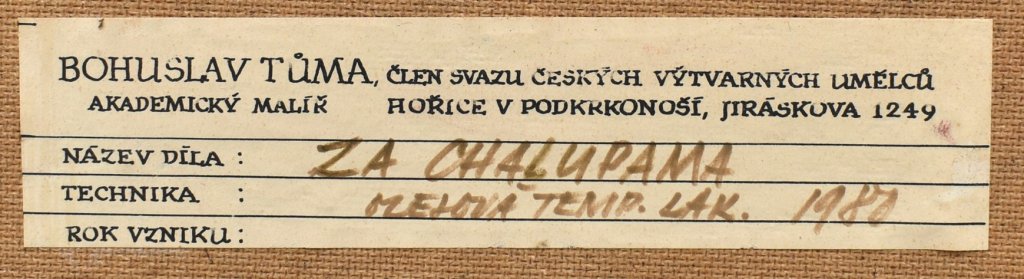 BOHUSLAV TŮMA, ČLEN SVAZU ČESKÝCH VÝTVARNÝCH UMĚLCŮ
AKADEMICKÝ MALÍŘ HOŘICE V PODKRKONOŠÍ, JIRÁSKOVA 1249
NÁZEV DÍLA : ZA CHALUPAMA
TECHNIKA : TEMP. LAK.
ROK VZNIKU :